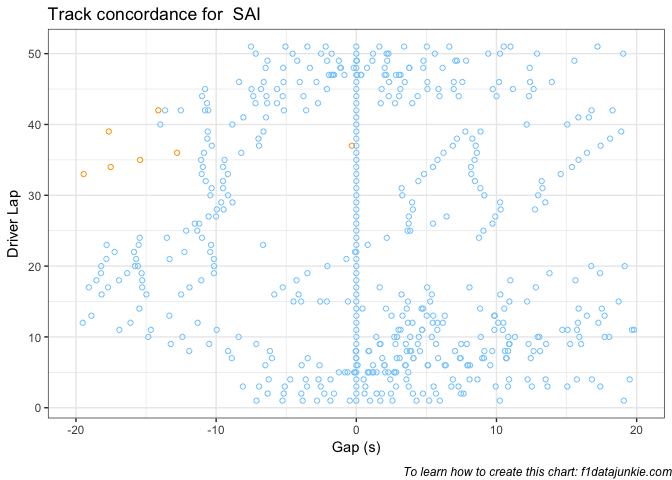 Track concordance for  SAI
50
40
30
20
10
0
Driver Lap
-20 -10 0 10 20
Gap (s)
To learn how to create this chart: f1datajunkie.com